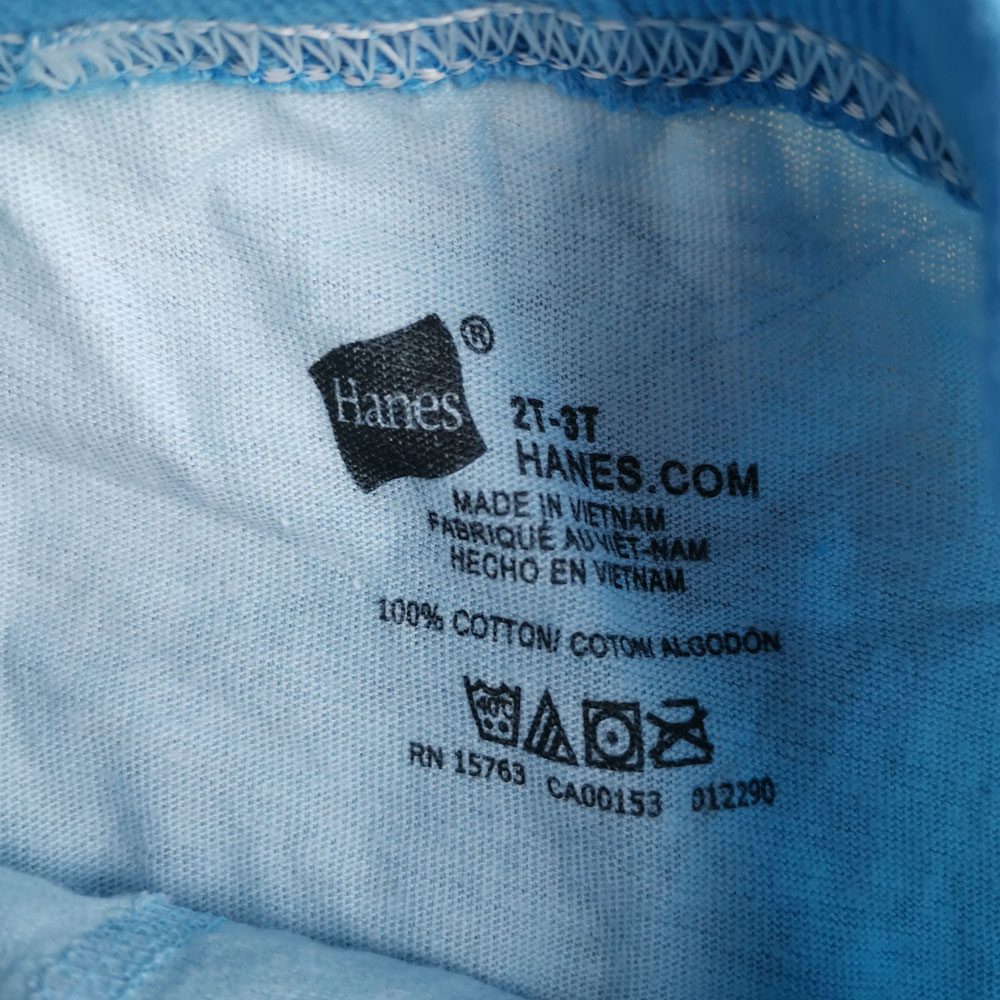 Hanes®
2T-3T
HANES.COM
MADE IN VIETNAM
FABRIQUÉ AU VIÊT-NAM
HECHO EN VIETNAM
100% COTTON/ COTON/ ALGODÓN
40°C
RN 15763 CA00153 012290